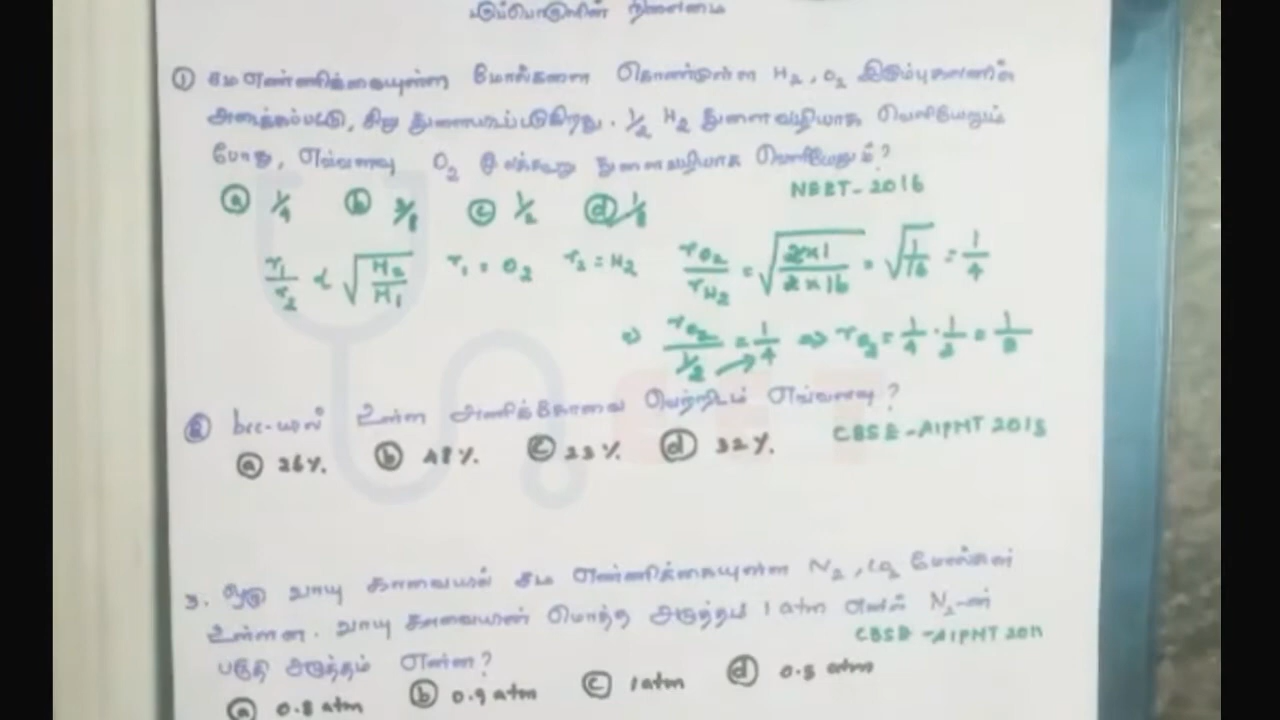 பருப்பொருளின் நிலைமை
① சம எண்ணிக்கையுள்ள மோல்களை கொண்டுள்ள H₂, O₂
அடைக்கப்பட்டு, சிறு துளையிடப்படுகிறது. 1/2 H₂ துளை வழியாக வெளியேறும்
போது, எவ்வளவு O₂ துளை வழியாக வெளியேறும்?
NEET-2016
ⓐ 1/4 ⓑ 3/8 ⓒ 1/2 ⓓ 1/8
r₁/r₂ ∝ √(M₂/M₁) r₁ = O₂ r₂ = H₂ rO₂/rH₂ = √(2×1/2×16) = √(1/16) = 1/4
⇒ rO₂/(1/2) = 1/4 ⇒ rO₂ = 1/4 · 1/2 = 1/8
② bcc-யில் உள்ள அணிக்கோவை வெற்றிடம் எவ்வளவு?
CBSE-AIPMT 2015
ⓐ 26%. ⓑ 48%. ⓒ 23%. ⓓ 32%.
3. ஒரு வாயு கலவையில் சம எண்ணிக்கையுள்ள N₂, CO₂ மோல்கள்
உள்ளன. வாயு கலவையின் மொத்த அழுத்தம் 1 atm எனில் N₂-ன்
CBSE-AIPMT 2011
பகுதி அழுத்தம் என்ன?
ⓐ 0.8 atm ⓑ 0.9 atm ⓒ 1 atm ⓓ 0.5 atm